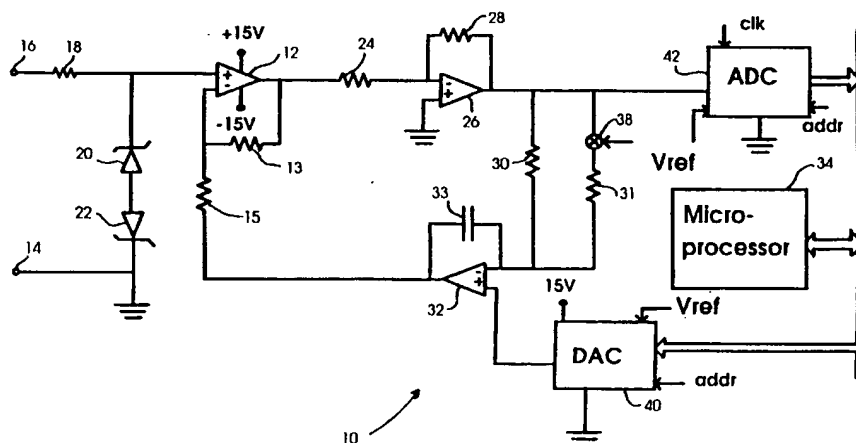 16
18
+15V
12
24
28
clk
42
ADC
26
-15V
38
addr
20
13
30
Vref
34
22
15
33
31
Micro-
processor
14
32
15V
Vref
DAC
addr
40
10